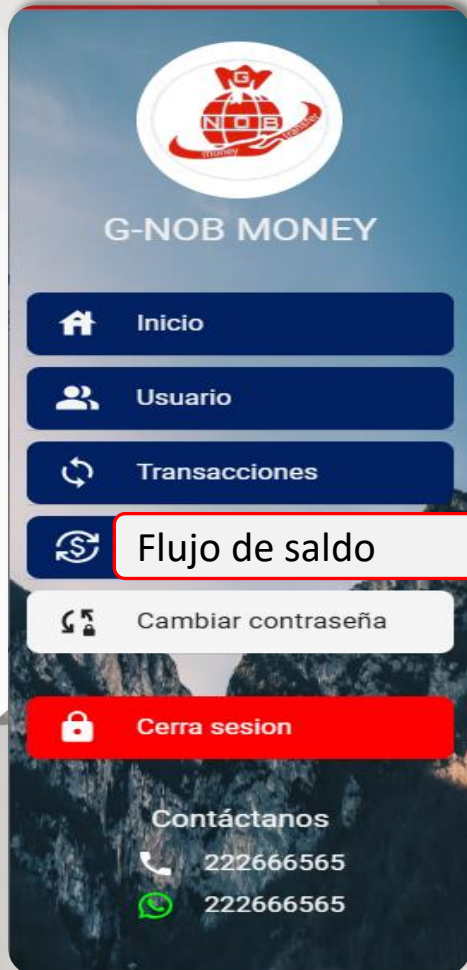 G
NOB
money transfer
G-NOB MONEY
Inicio
Usuario
Transacciones
Flujo de saldo
Cambiar contraseña
Cerra sesion
Contáctanos
222666565
222666565